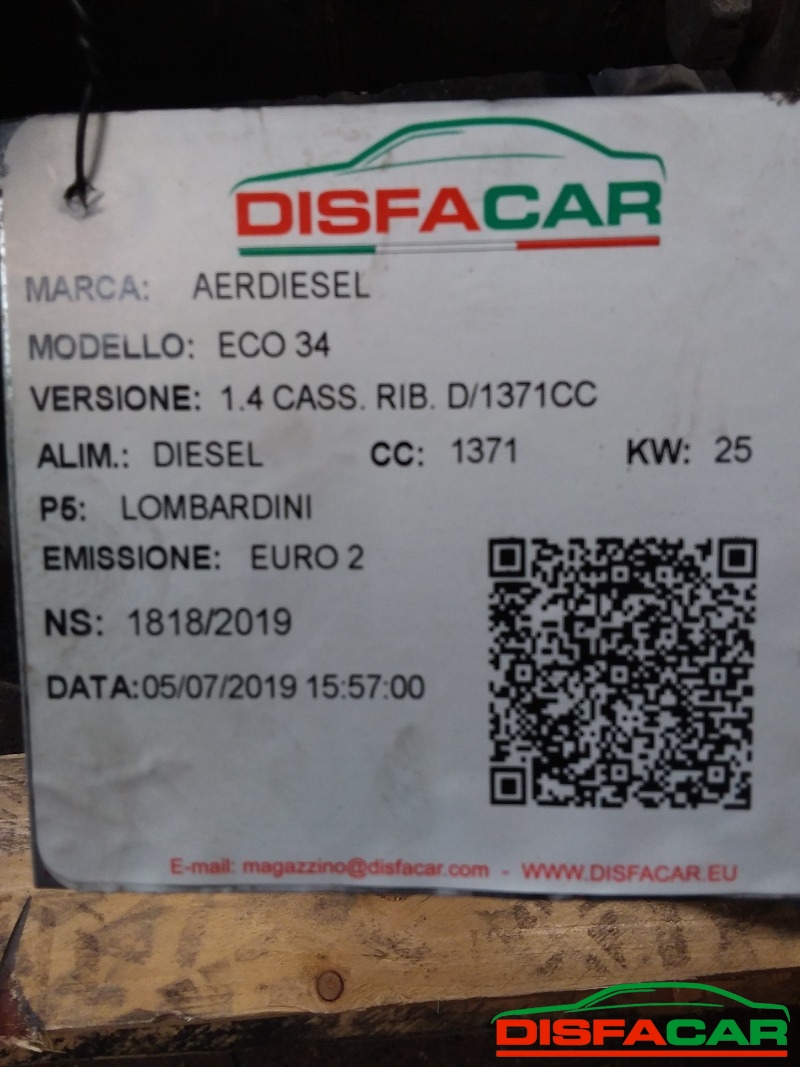 DISFACAR
MARCA: AERDIESEL
MODELLO: ECO 34
VERSIONE: 1.4 CASS. RIB. D/1371CC
ALIM.: DIESEL CC: 1371 KW: 25
P5: LOMBARDINI
EMISSIONE: EURO 2
NS: 1818/2019
DATA:05/07/2019 15:57:00
E-mail: magazzino@disfacar.com - WWW.DISFACAR.EU
DISFACAR